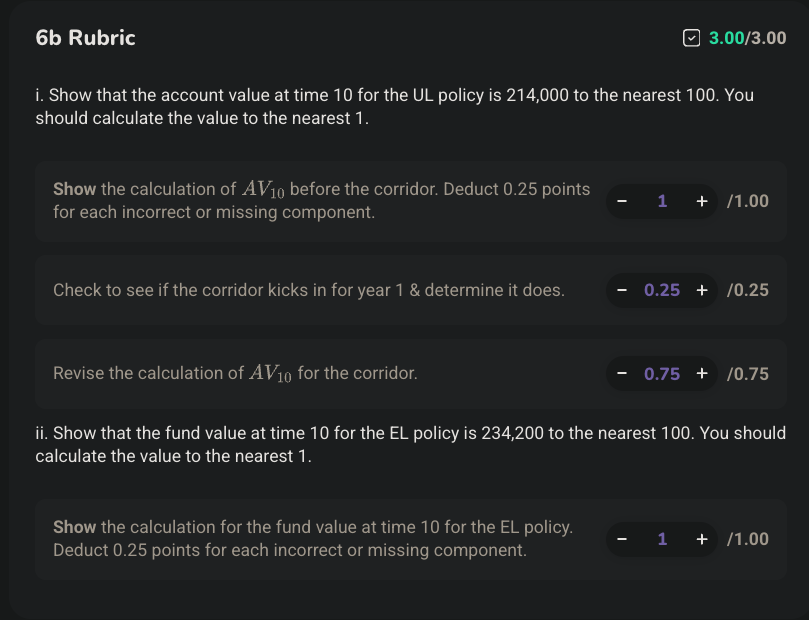 6b Rubric
3.00/3.00
i. Show that the account value at time 10 for the UL policy is 214,000 to the nearest 100. You
should calculate the value to the nearest 1.
Show the calculation of AV₁₀ before the corridor. Deduct 0.25 points
for each incorrect or missing component.
− 1 + /1.00
Check to see if the corridor kicks in for year 1 & determine it does.
− 0.25 + /0.25
Revise the calculation of AV₁₀ for the corridor.
− 0.75 + /0.75
ii. Show that the fund value at time 10 for the EL policy is 234,200 to the nearest 100. You should
calculate the value to the nearest 1.
Show the calculation for the fund value at time 10 for the EL policy.
Deduct 0.25 points for each incorrect or missing component.
− 1 + /1.00